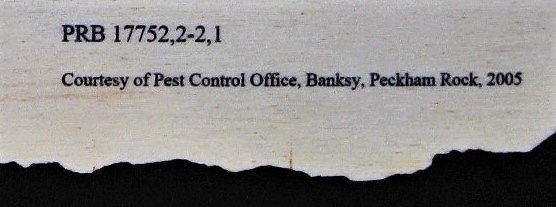 PRB 17752,2-2,1
Courtesy of Pest Control Office, Banksy, Peckham Rock, 2005